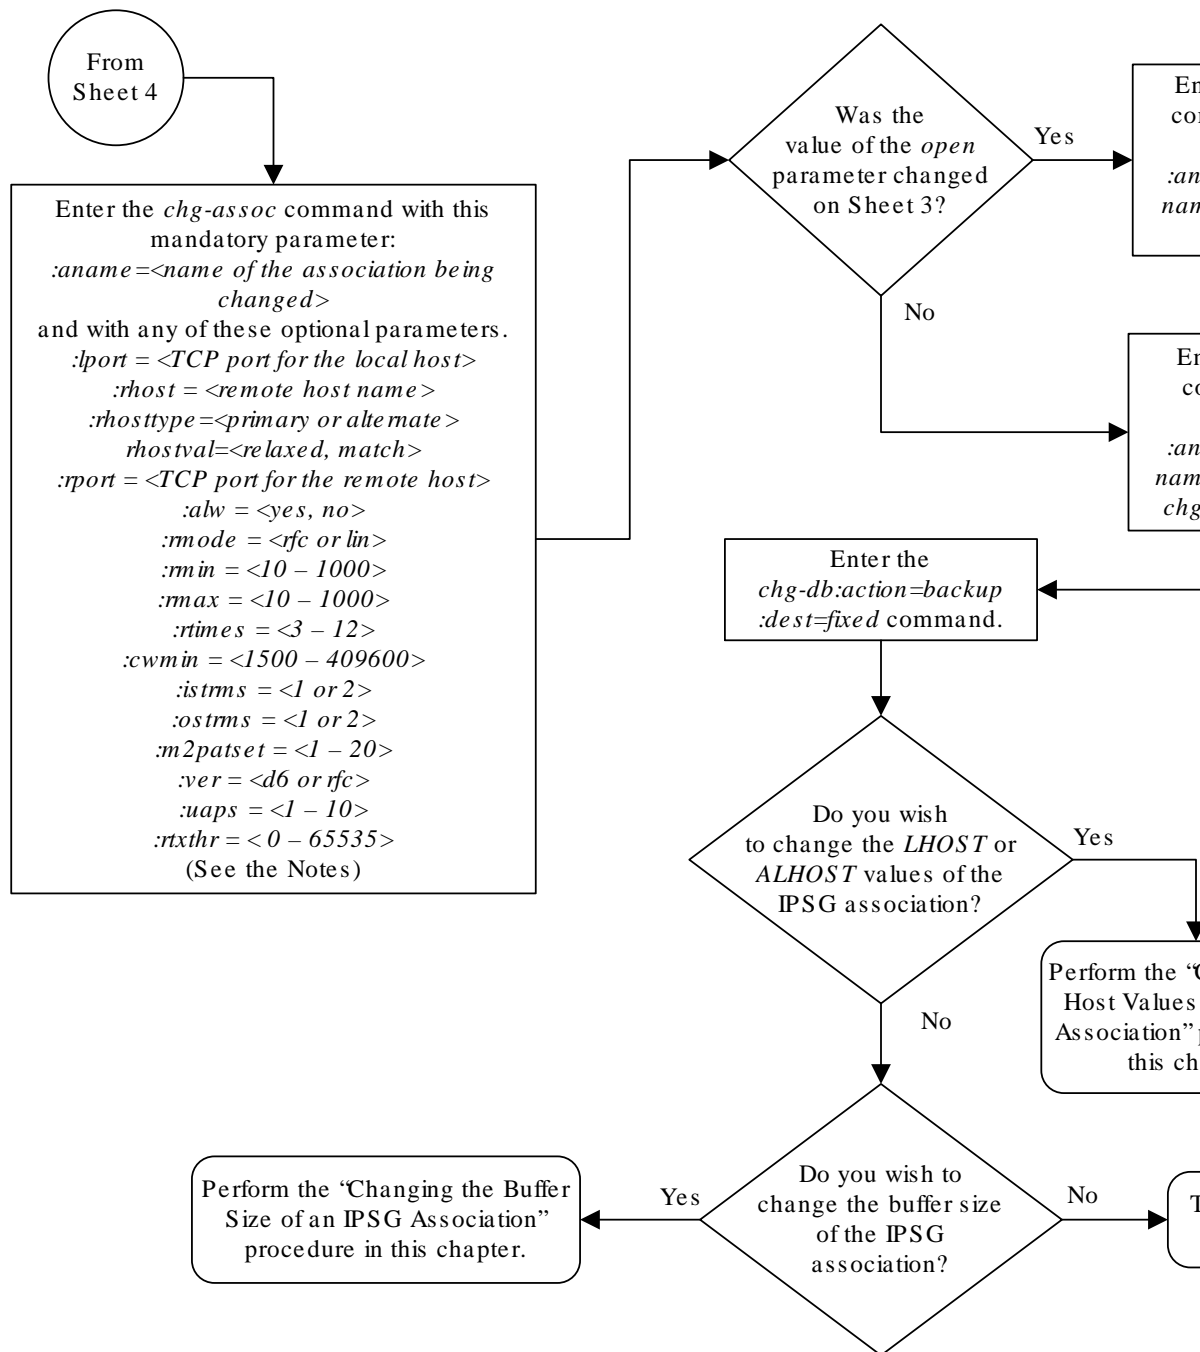 From
Sheet 4
Enter the chg-assoc command with this
mandatory parameter:
:aname=<name of the association being
changed>
and with any of these optional parameters.
:lport = <TCP port for the local host>
:rhost = <remote host name>
:rhosttype=<primary or alternate>
rhostval=<relaxed, match>
:rport = <TCP port for the remote host>
:alw = <yes, no>
:rmode = <rfc or lin>
:rmin = <10 – 1000>
:rmax = <10 – 1000>
:rtimes = <3 – 12>
:cwmin = <1500 – 409600>
:istrms = <1 or 2>
:ostrms = <1 or 2>
:m2patset = <1 – 20>
:ver = <d6 or rfc>
:uaps = <1 – 10>
:rtxthr = < 0 – 65535>
(See the Notes)
Was the
value of the open
parameter changed
on Sheet 3?
Yes
No
Enter the
chg-db:action=backup
:dest=fixed command.
Do you wish
to change the LHOST or
ALHOST values of the
IPSG association?
Yes
No
Perform the
Host Values
Association”
this
Do you wish to
change the buffer size
of the IPSG
association?
Yes
No
Perform the “Changing the Buffer
Size of an IPSG Association”
procedure in this chapter.